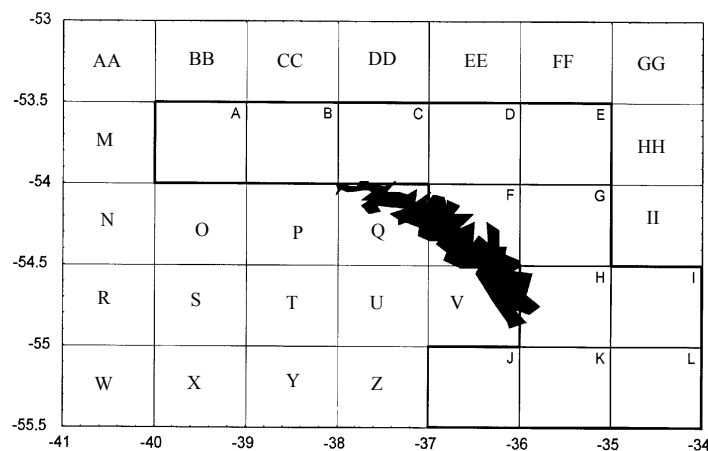 -53
AA BB CC DD EE FF GG
-53.5
A B C D E
M HH
-54
F G
N O P Q II
-54.5
H I
R S T U V
-55
J K L
W X Y Z
-55.5
-41 -40 -39 -38 -37 -36 -35 -34